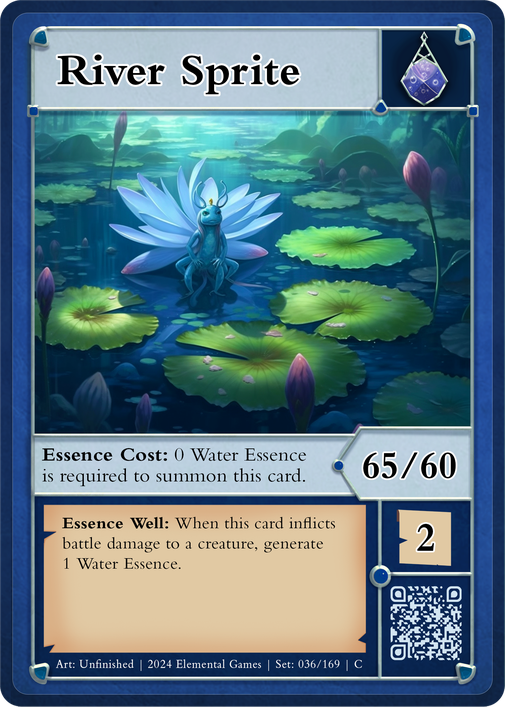 River Sprite
Essence Cost: 0 Water Essence
is required to summon this card.
65/60
Essence Well: When this card inflicts
battle damage to a creature, generate
1 Water Essence.
2
Art: Unfinished | 2024 Elemental Games | Set: 036/169 | C